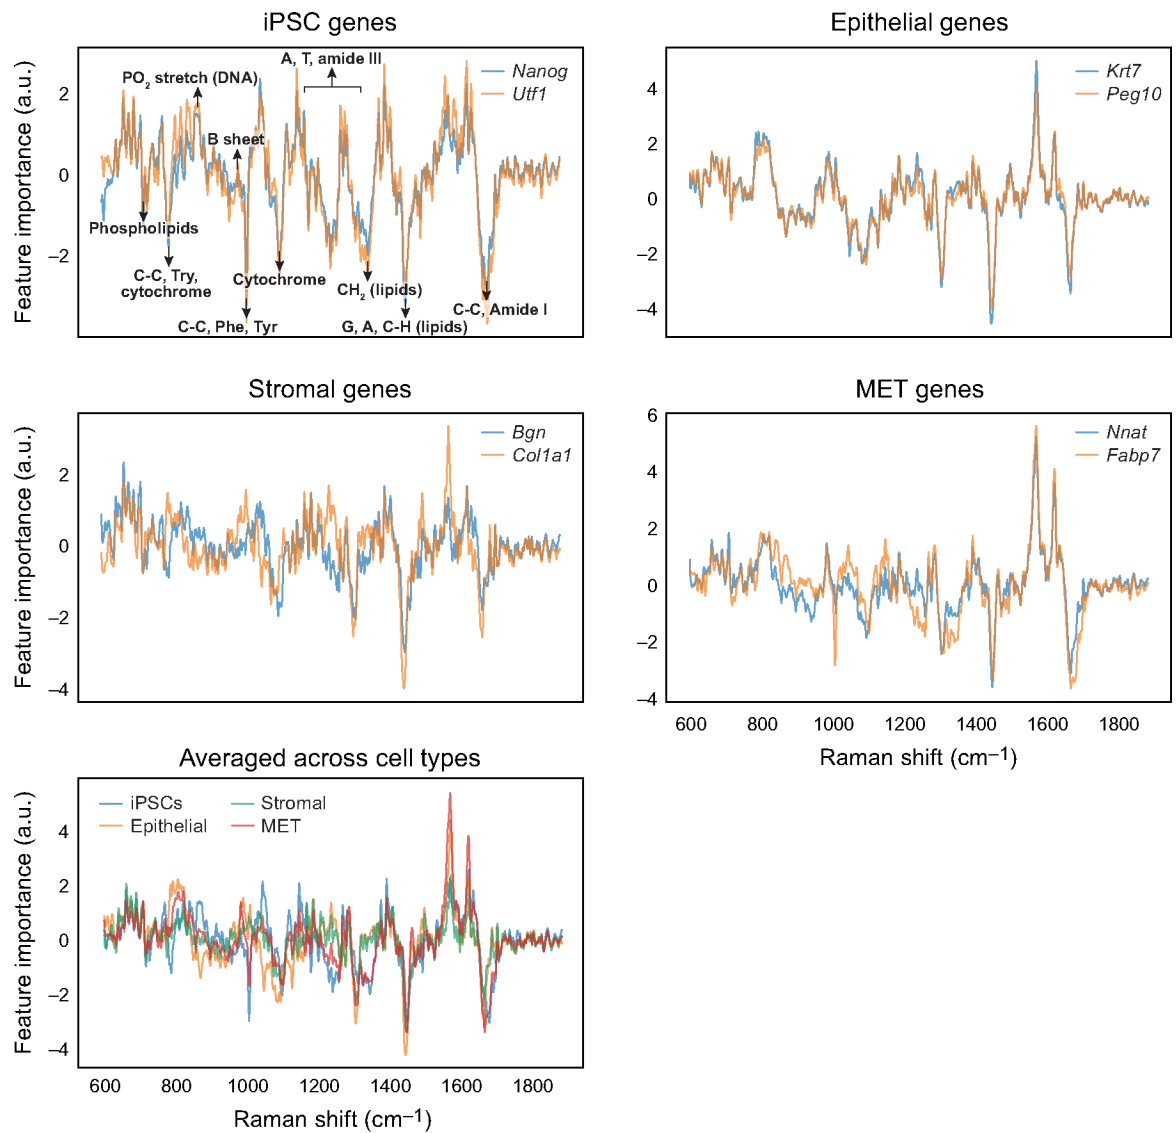 iPSC genes
Feature importance (a.u.)
2
0
–2
Nanog
Utf1
A, T, amide III
PO2 stretch (DNA)
B sheet
Phospholipids
C-C, Try,
cytochrome
Cytochrome
CH2 (lipids)
C-C, Amide I
C-C, Phe, Tyr
G, A, C-H (lipids)
Epithelial genes
4
2
0
–2
–4
Krt7
Peg10
Stromal genes
Feature importance (a.u.)
2
0
–2
–4
Bgn
Col1a1
MET genes
6
4
2
0
–2
–4
Nnat
Fabp7
600 800 1000 1200 1400 1600 1800
Raman shift (cm–1)
Averaged across cell types
Feature importance (a.u.)
4
2
0
–2
–4
iPSCs
Epithelial
Stromal
MET
600 800 1000 1200 1400 1600 1800
Raman shift (cm–1)